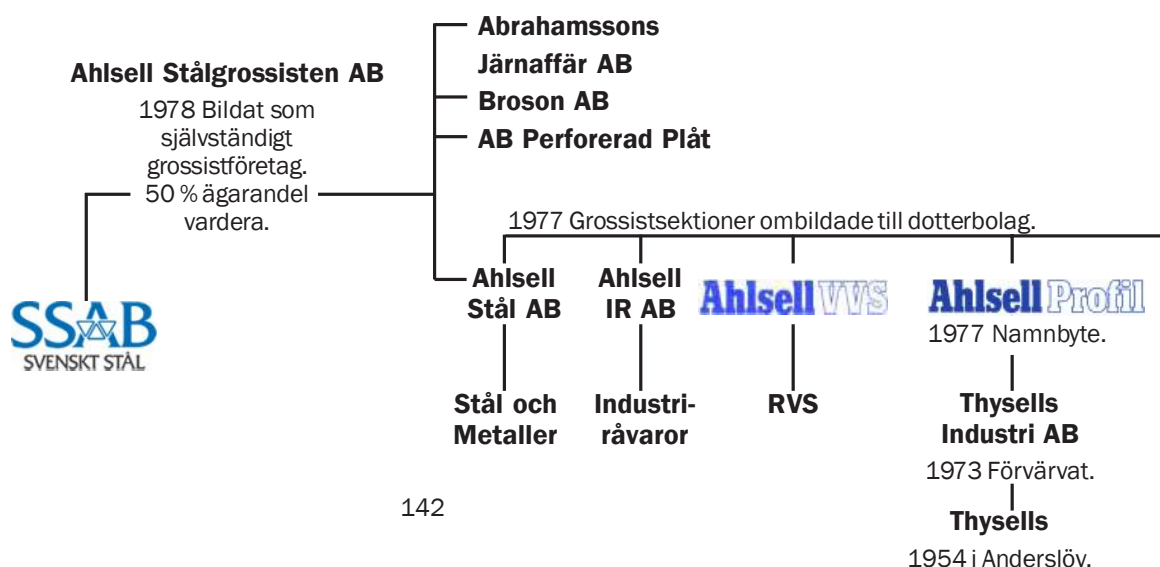 Abrahamssons
Järnaffär AB
Broson AB
AB Perforerad Plåt
Ahlsell Stålgrossisten AB
1978 Bildat som
självständigt
grossistföretag.
50 % ägarandel
vardera.
1977 Grossistsektioner ombildade till dotterbolag.
SSAB
SVENSKT STÅL
Ahlsell
Stål AB
Ahlsell
IR AB
Ahlsell VVS
Ahlsell Profil
1977 Namnbyte.
Stål och
Metaller
Industri-
råvaror
RVS
Thysells
Industri AB
1973 Förvärvat.
Thysells
1954 i Anderslöv.
142